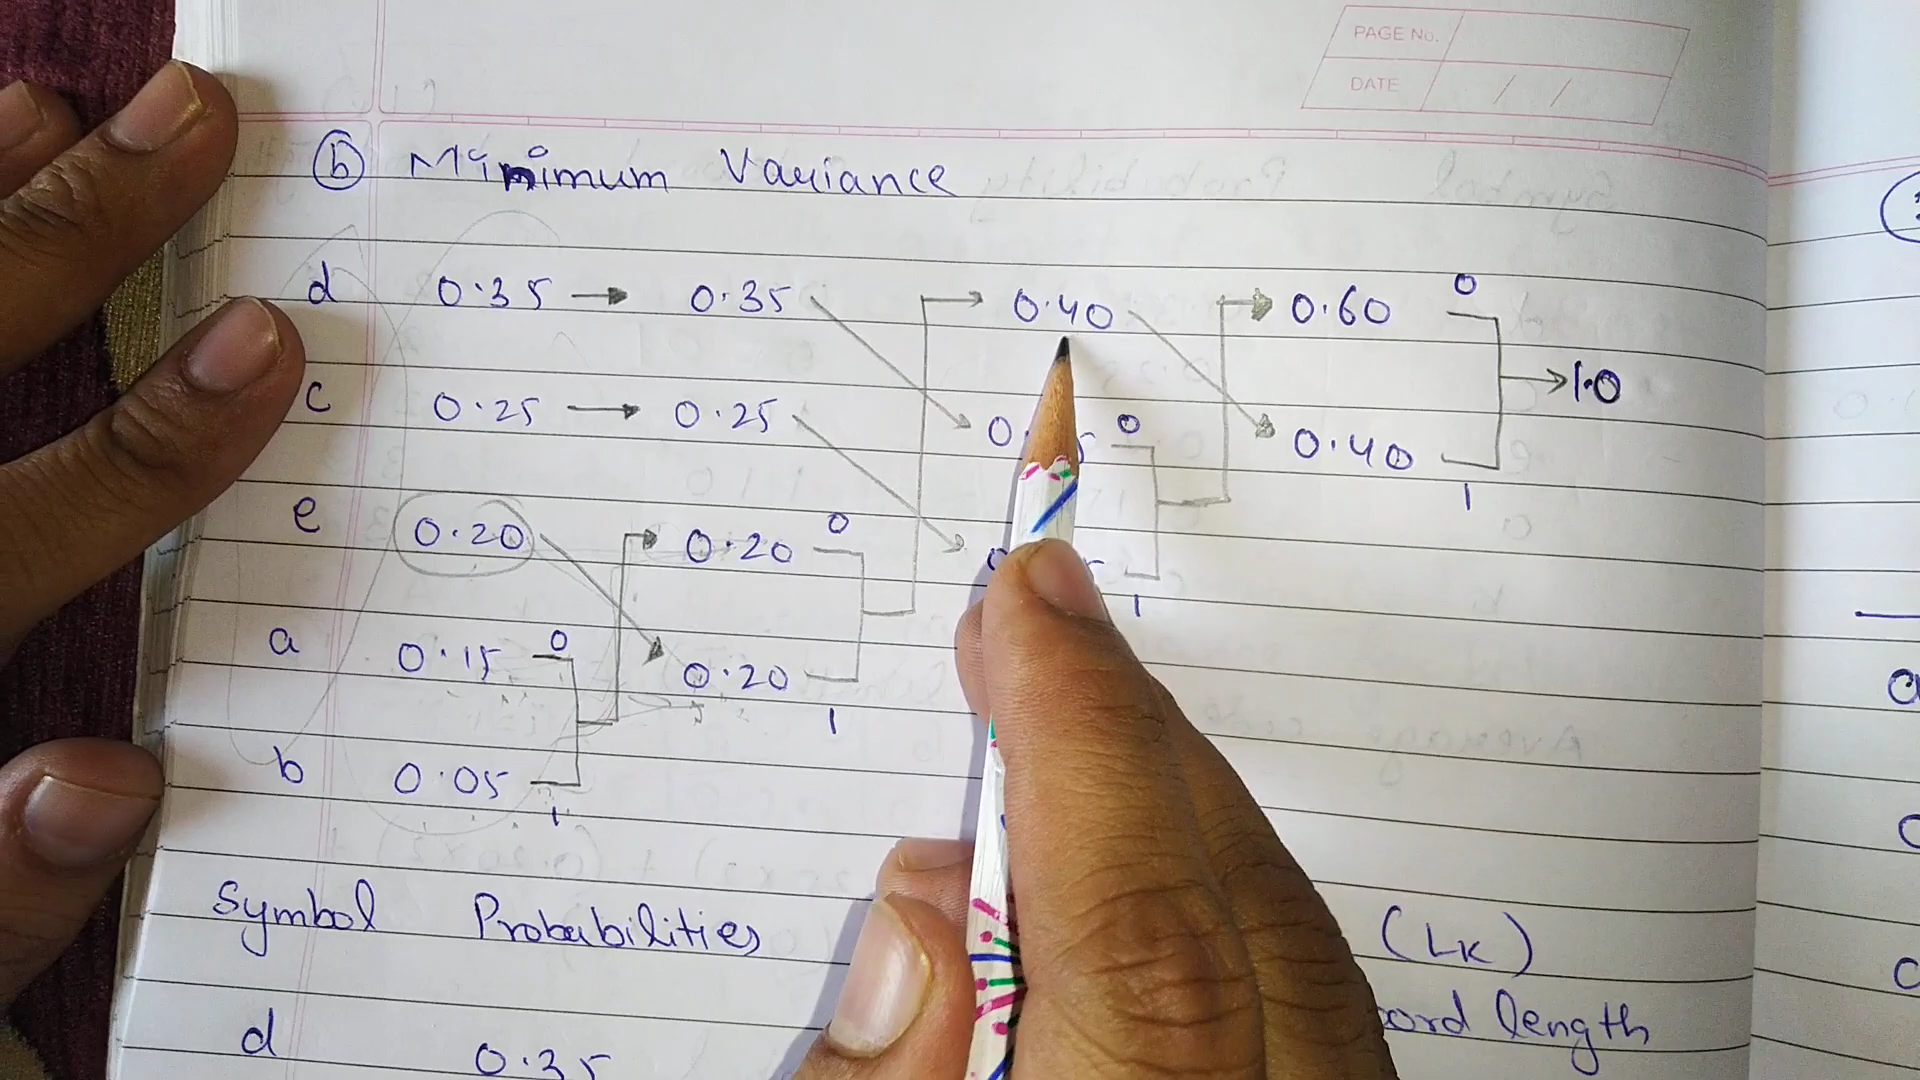 PAGE No.
DATE / /
b Minimum Variance
d 0.35 → 0.35 0.40 0.60 0
→ 1.0
c 0.25 → 0.25 0 0.40 1
e 0.20 0.20 0 1
a 0.15 0 0.20 1
b 0.05 1
Symbol Probabilities (LK)
length
d 0.35